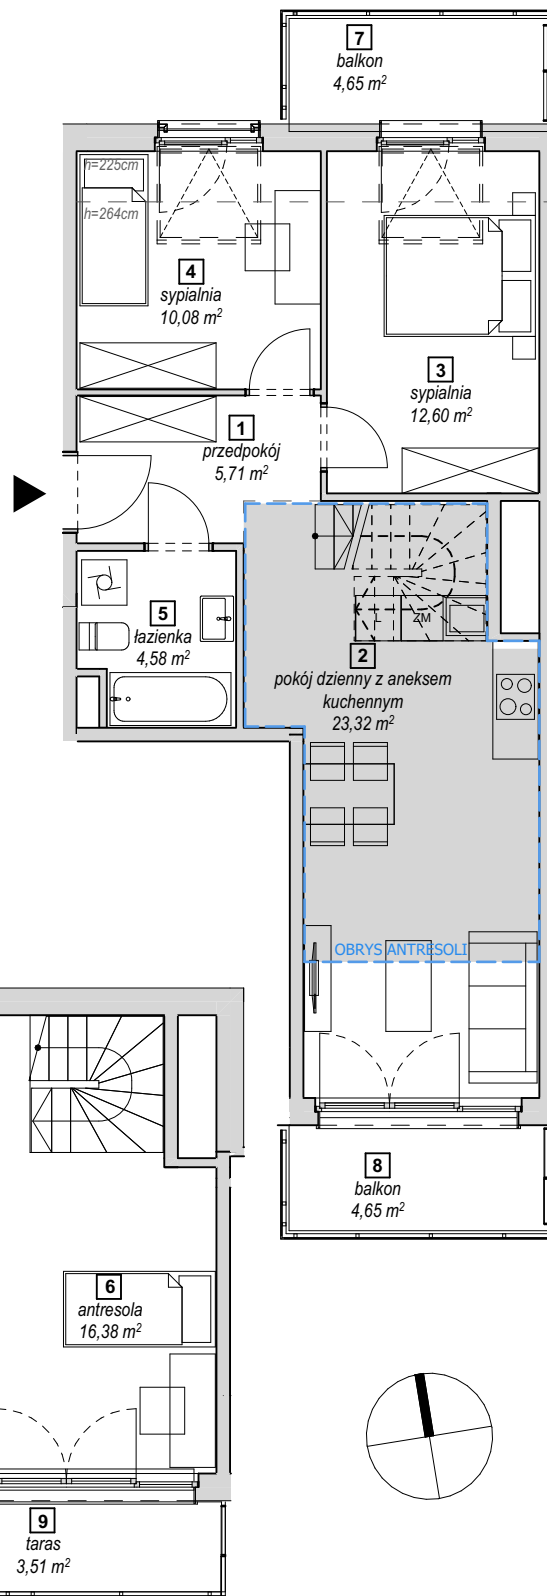 7
balkon
4,65 m²
h=225cm
h=264cm
4
sypialnia
10,08 m²
3
sypialnia
12,60 m²
1
przedpokój
5,71 m²
5
łazienka
4,58 m²
L
ZM
2
pokój dzienny z aneksem
kuchennym
23,32 m²
OBRYS ANTRESOLI
8
balkon
4,65 m²
6
antresola
16,38 m²
9
taras
3,51 m²